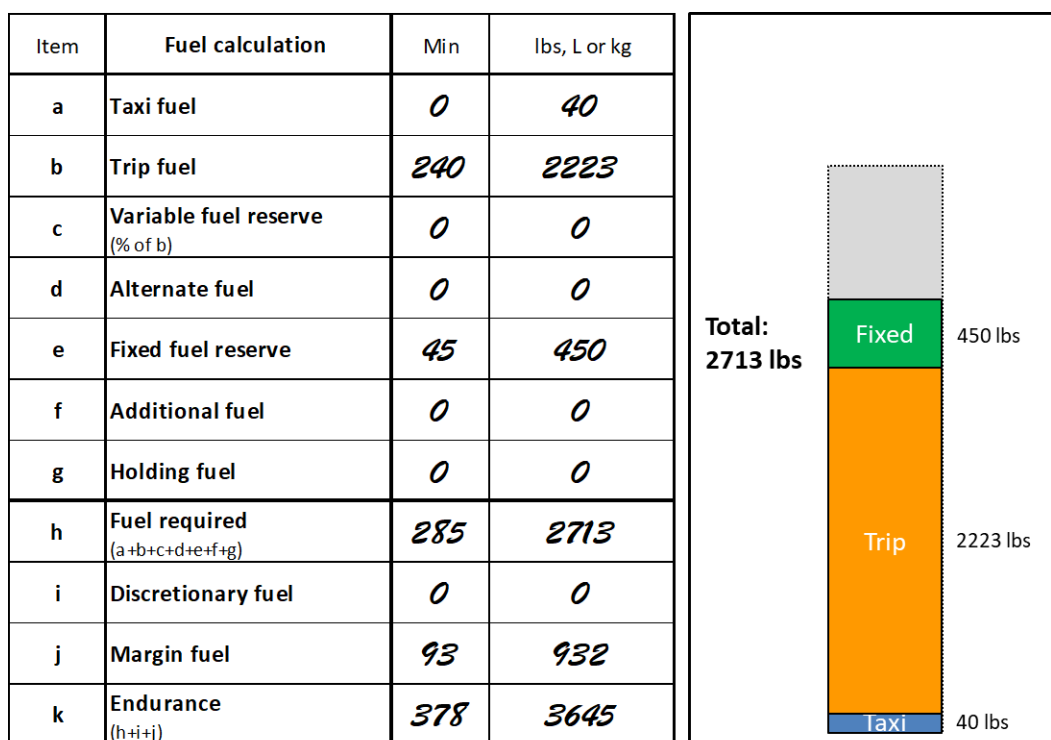 Item Fuel calculation Min lbs, L or kg
a Taxi fuel 0 40
b Trip fuel 240 2223
c Variable fuel reserve 0 0
(% of b)
d Alternate fuel 0 0
e Fixed fuel reserve 45 450
f Additional fuel 0 0
g Holding fuel 0 0
h Fuel required 285 2713
(a+b+c+d+e+f+g)
i Discretionary fuel 0 0
j Margin fuel 93 932
k Endurance 378 3645
(h+i+j)
Total:
2713 lbs
Fixed 450 lbs
Trip 2223 lbs
Taxi 40 lbs